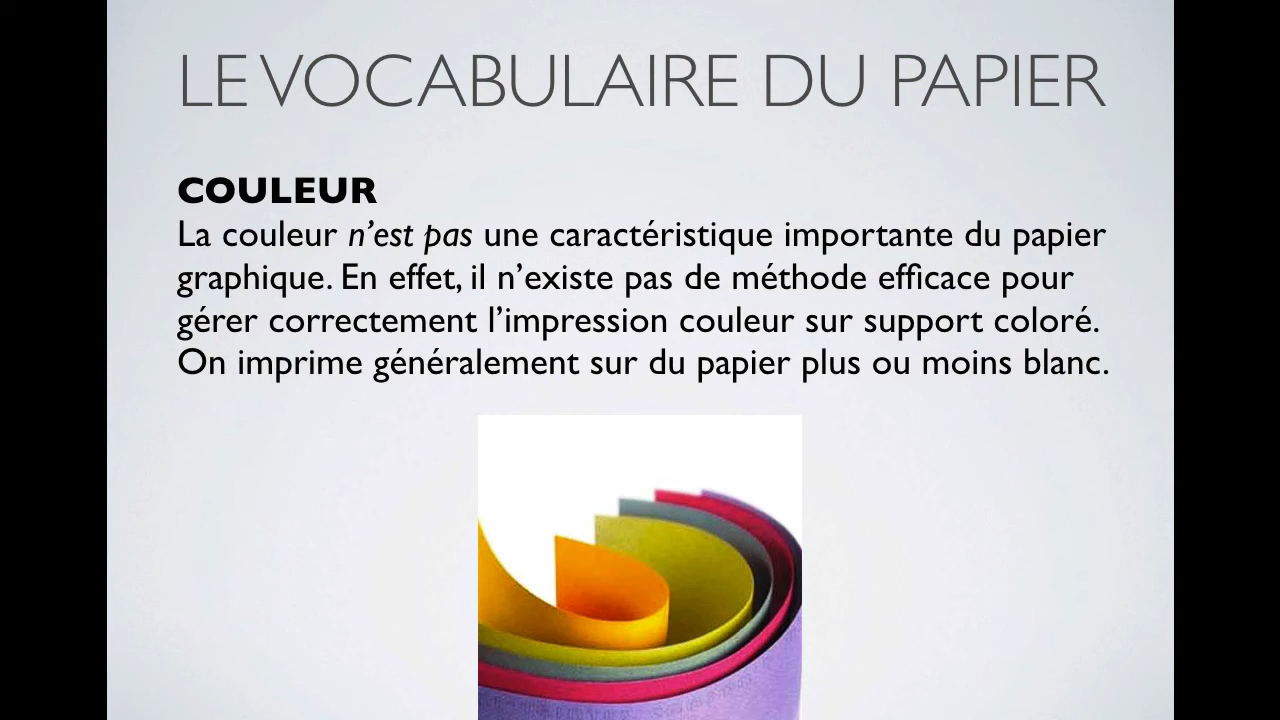 LE VOCABULAIRE DU PAPIER
COULEUR
La couleur n’est pas une caractéristique importante du papier
graphique. En effet, il n’existe pas de méthode efficace pour
gérer correctement l’impression couleur sur support coloré.
On imprime généralement sur du papier plus ou moins blanc.